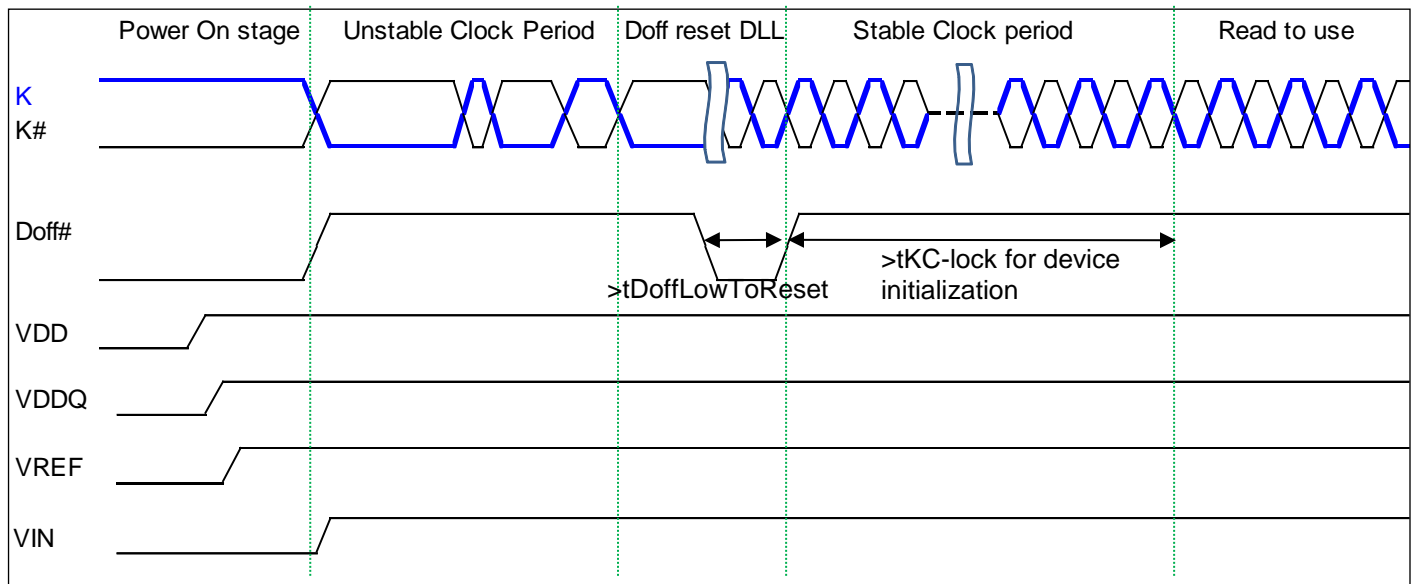 Power On stage
Unstable Clock Period
Doff reset DLL
Stable Clock period
Read to use
K
K#
Doff#
>tDoffLowToReset
>tKC-lock for device
initialization
VDD
VDDQ
VREF
VIN